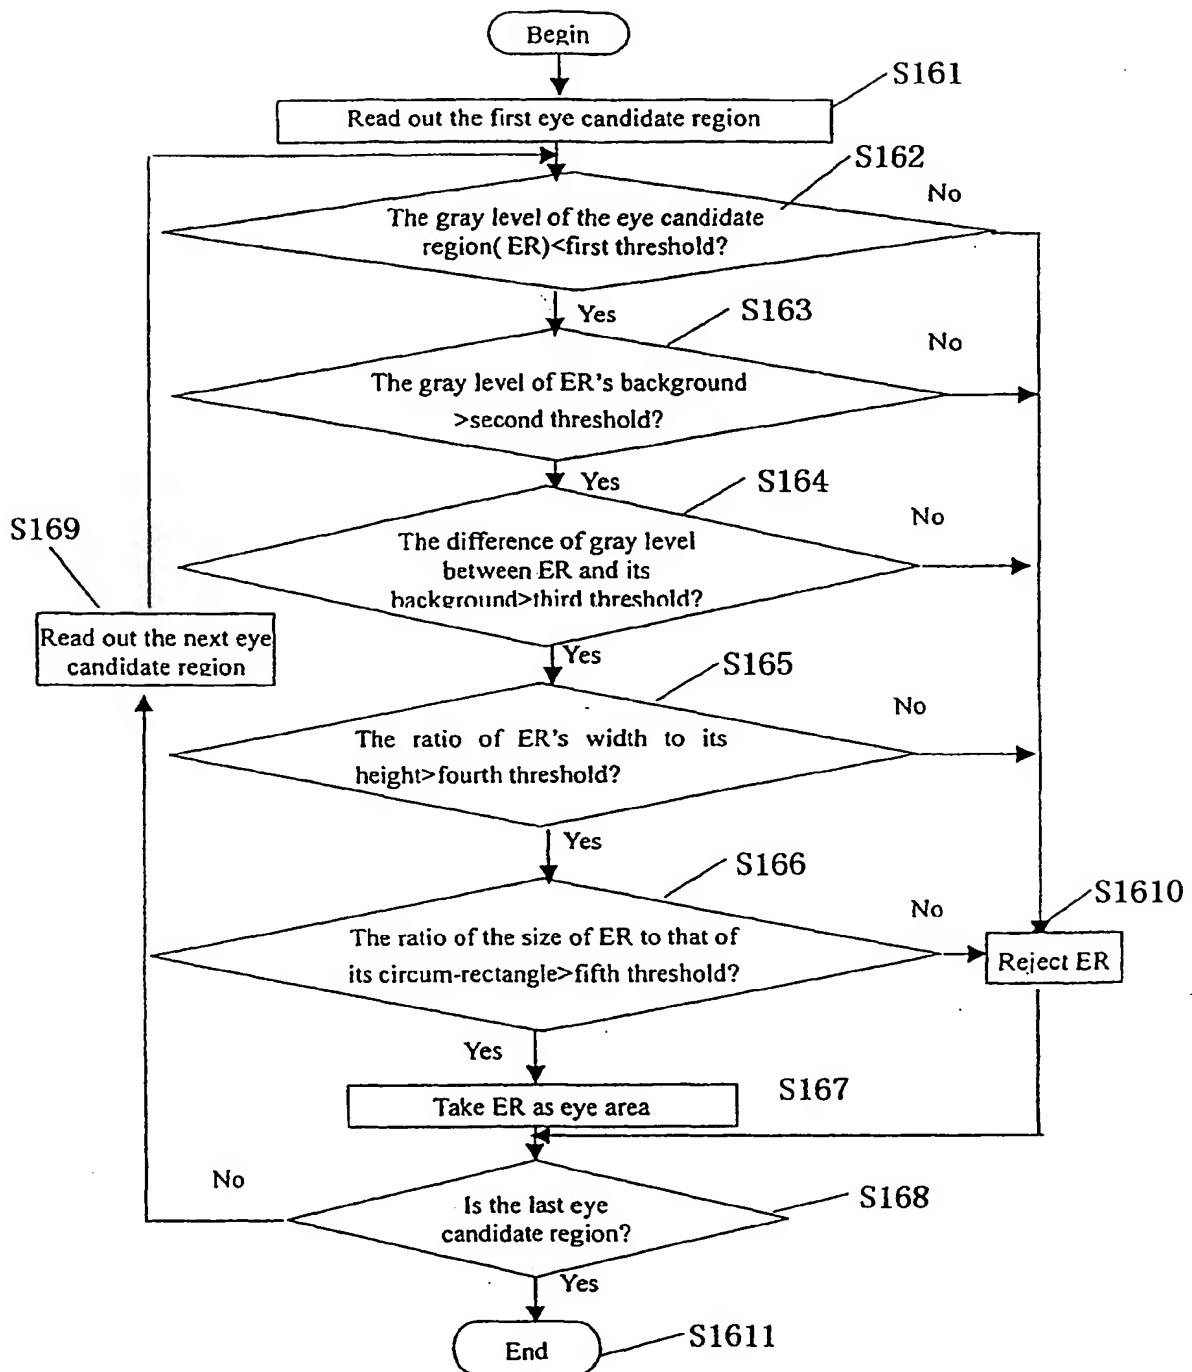 Begin
S161
Read out the first eye candidate region
S162
No
The gray level of the eye candidate
region( ER)<first threshold?
Yes
S163
No
The gray level of ER's background
>second threshold?
Yes
S164
No
S169
The difference of gray level
between ER and its
background>third threshold?
Read out the next eye
candidate region
Yes
S165
No
The ratio of ER's width to its
height>fourth threshold?
Yes
S166
S1610
No
The ratio of the size of ER to that of
its circum-rectangle>fifth threshold?
Reject ER
Yes
S167
Take ER as eye area
No
S168
Is the last eye
candidate region?
Yes
S1611
End